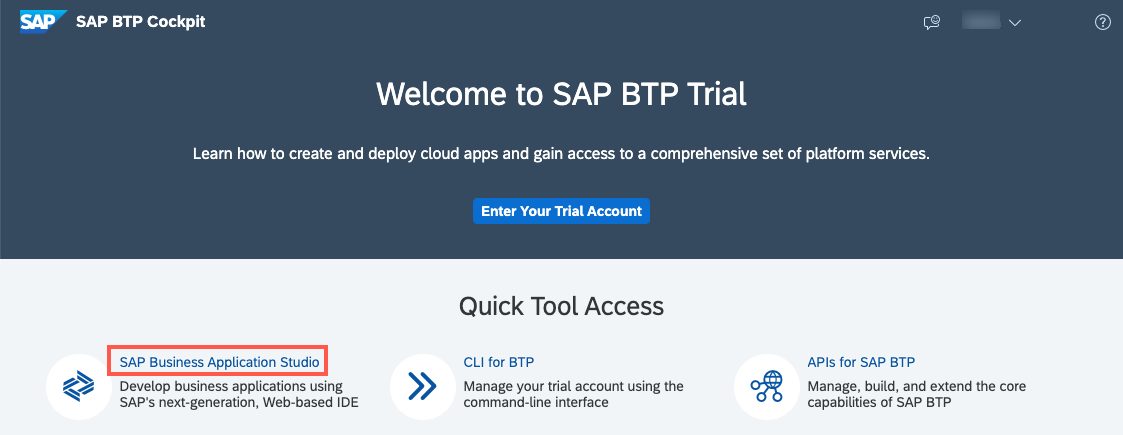 SAP SAP BTP Cockpit
Welcome to SAP BTP Trial
Learn how to create and deploy cloud apps and gain access to a comprehensive set of platform services.
Enter Your Trial Account
Quick Tool Access
SAP Business Application Studio
Develop business applications using
SAP's next-generation, Web-based IDE
CLI for BTP
Manage your trial account using the
command-line interface
APIs for SAP BTP
Manage, build, and extend the core
capabilities of SAP BTP